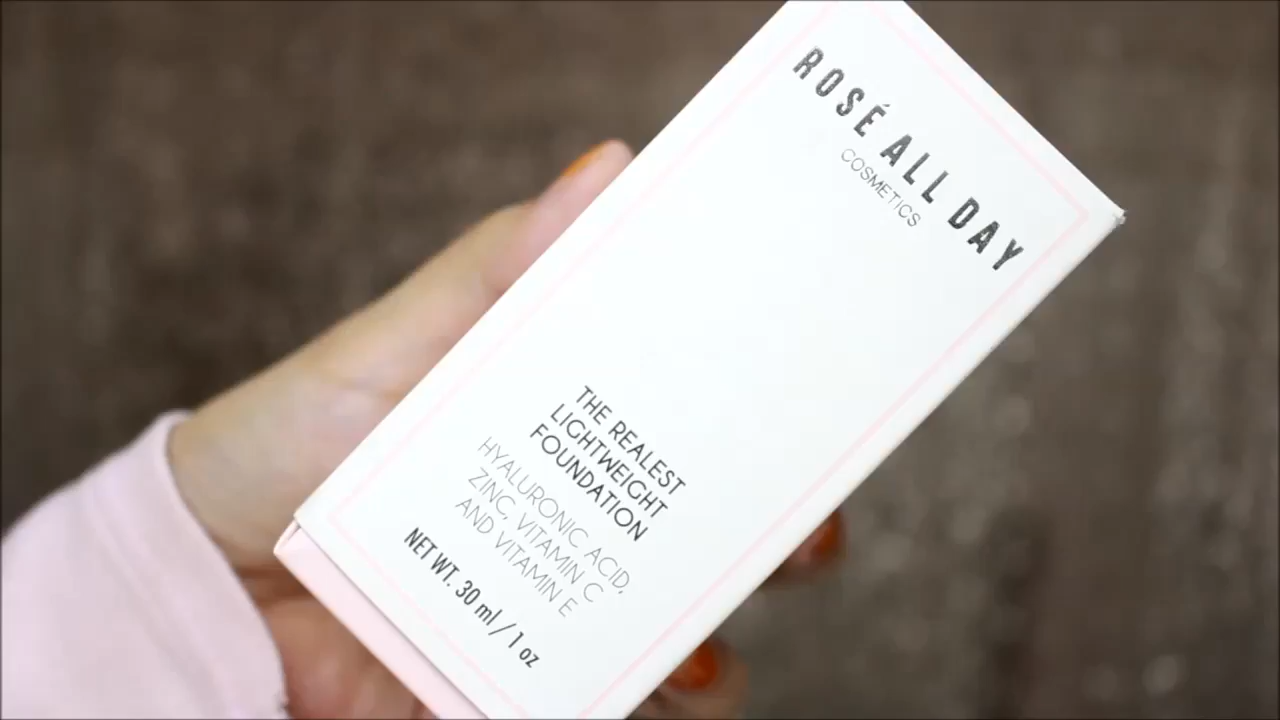 ROSÉ ALL DAY
COSMETICS
THE REALEST
LIGHTWEIGHT
FOUNDATION
HYALURONIC ACID,
ZINC, VITAMIN C
AND VITAMIN E
NET WT. 30 ml / 1 oz